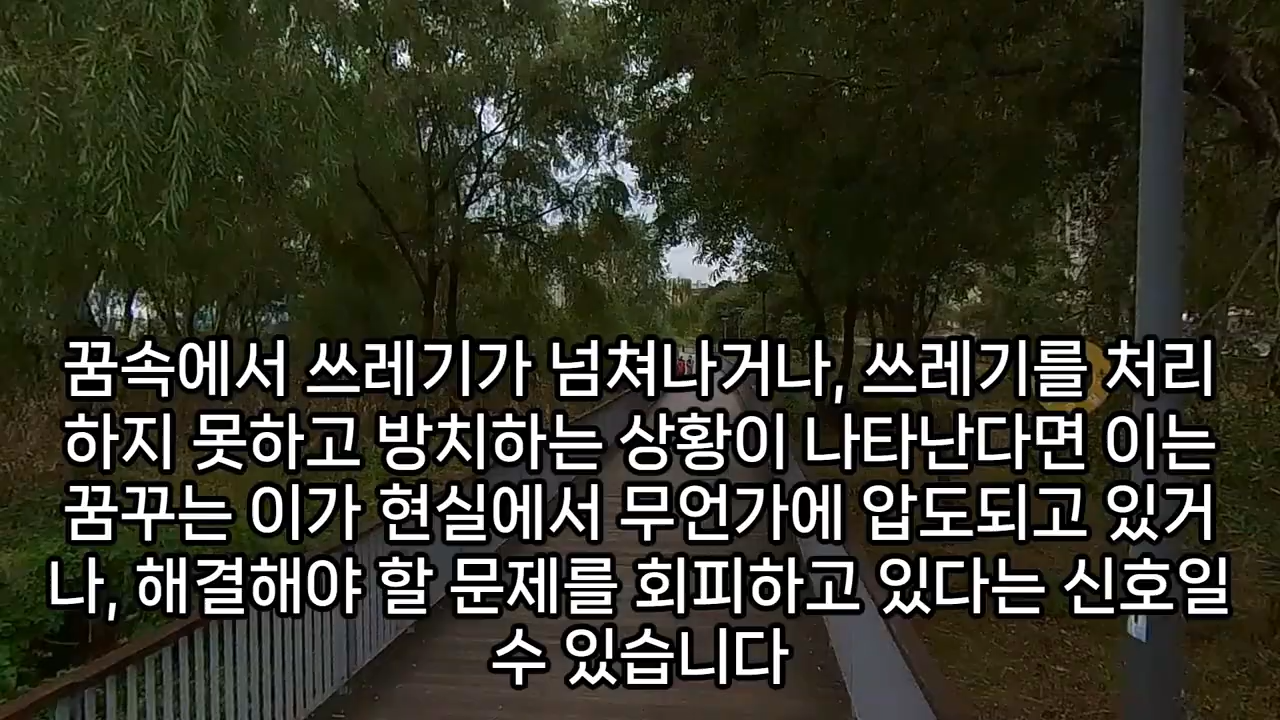 꿈속에서 쓰레기가 넘쳐나거나, 쓰레기를 처리
하지 못하고 방치하는 상황이 나타난다면 이는
꿈꾸는 이가 현실에서 무언가에 압도되고 있거
나, 해결해야 할 문제를 회피하고 있다는 신호일
수 있습니다